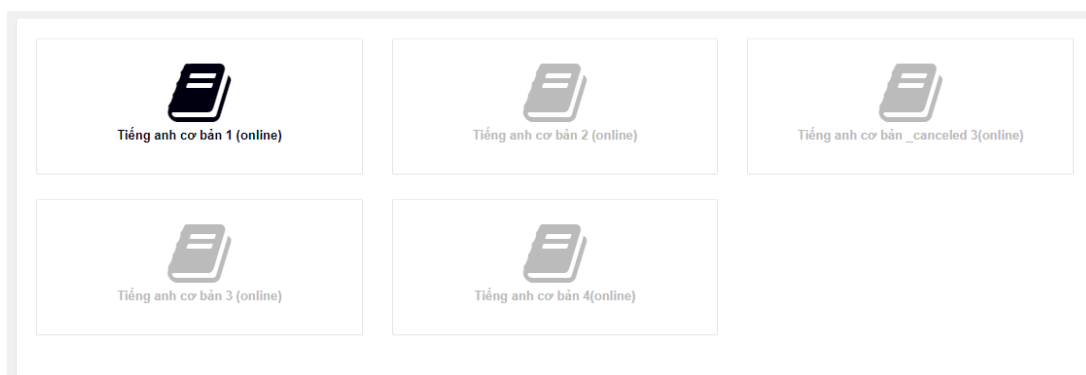 Tiếng anh cơ bản 1 (online)
Tiếng anh cơ bản 2 (online)
Tiếng anh cơ bản _canceled 3(online)
Tiếng anh cơ bản 3 (online)
Tiếng anh cơ bản 4(online)